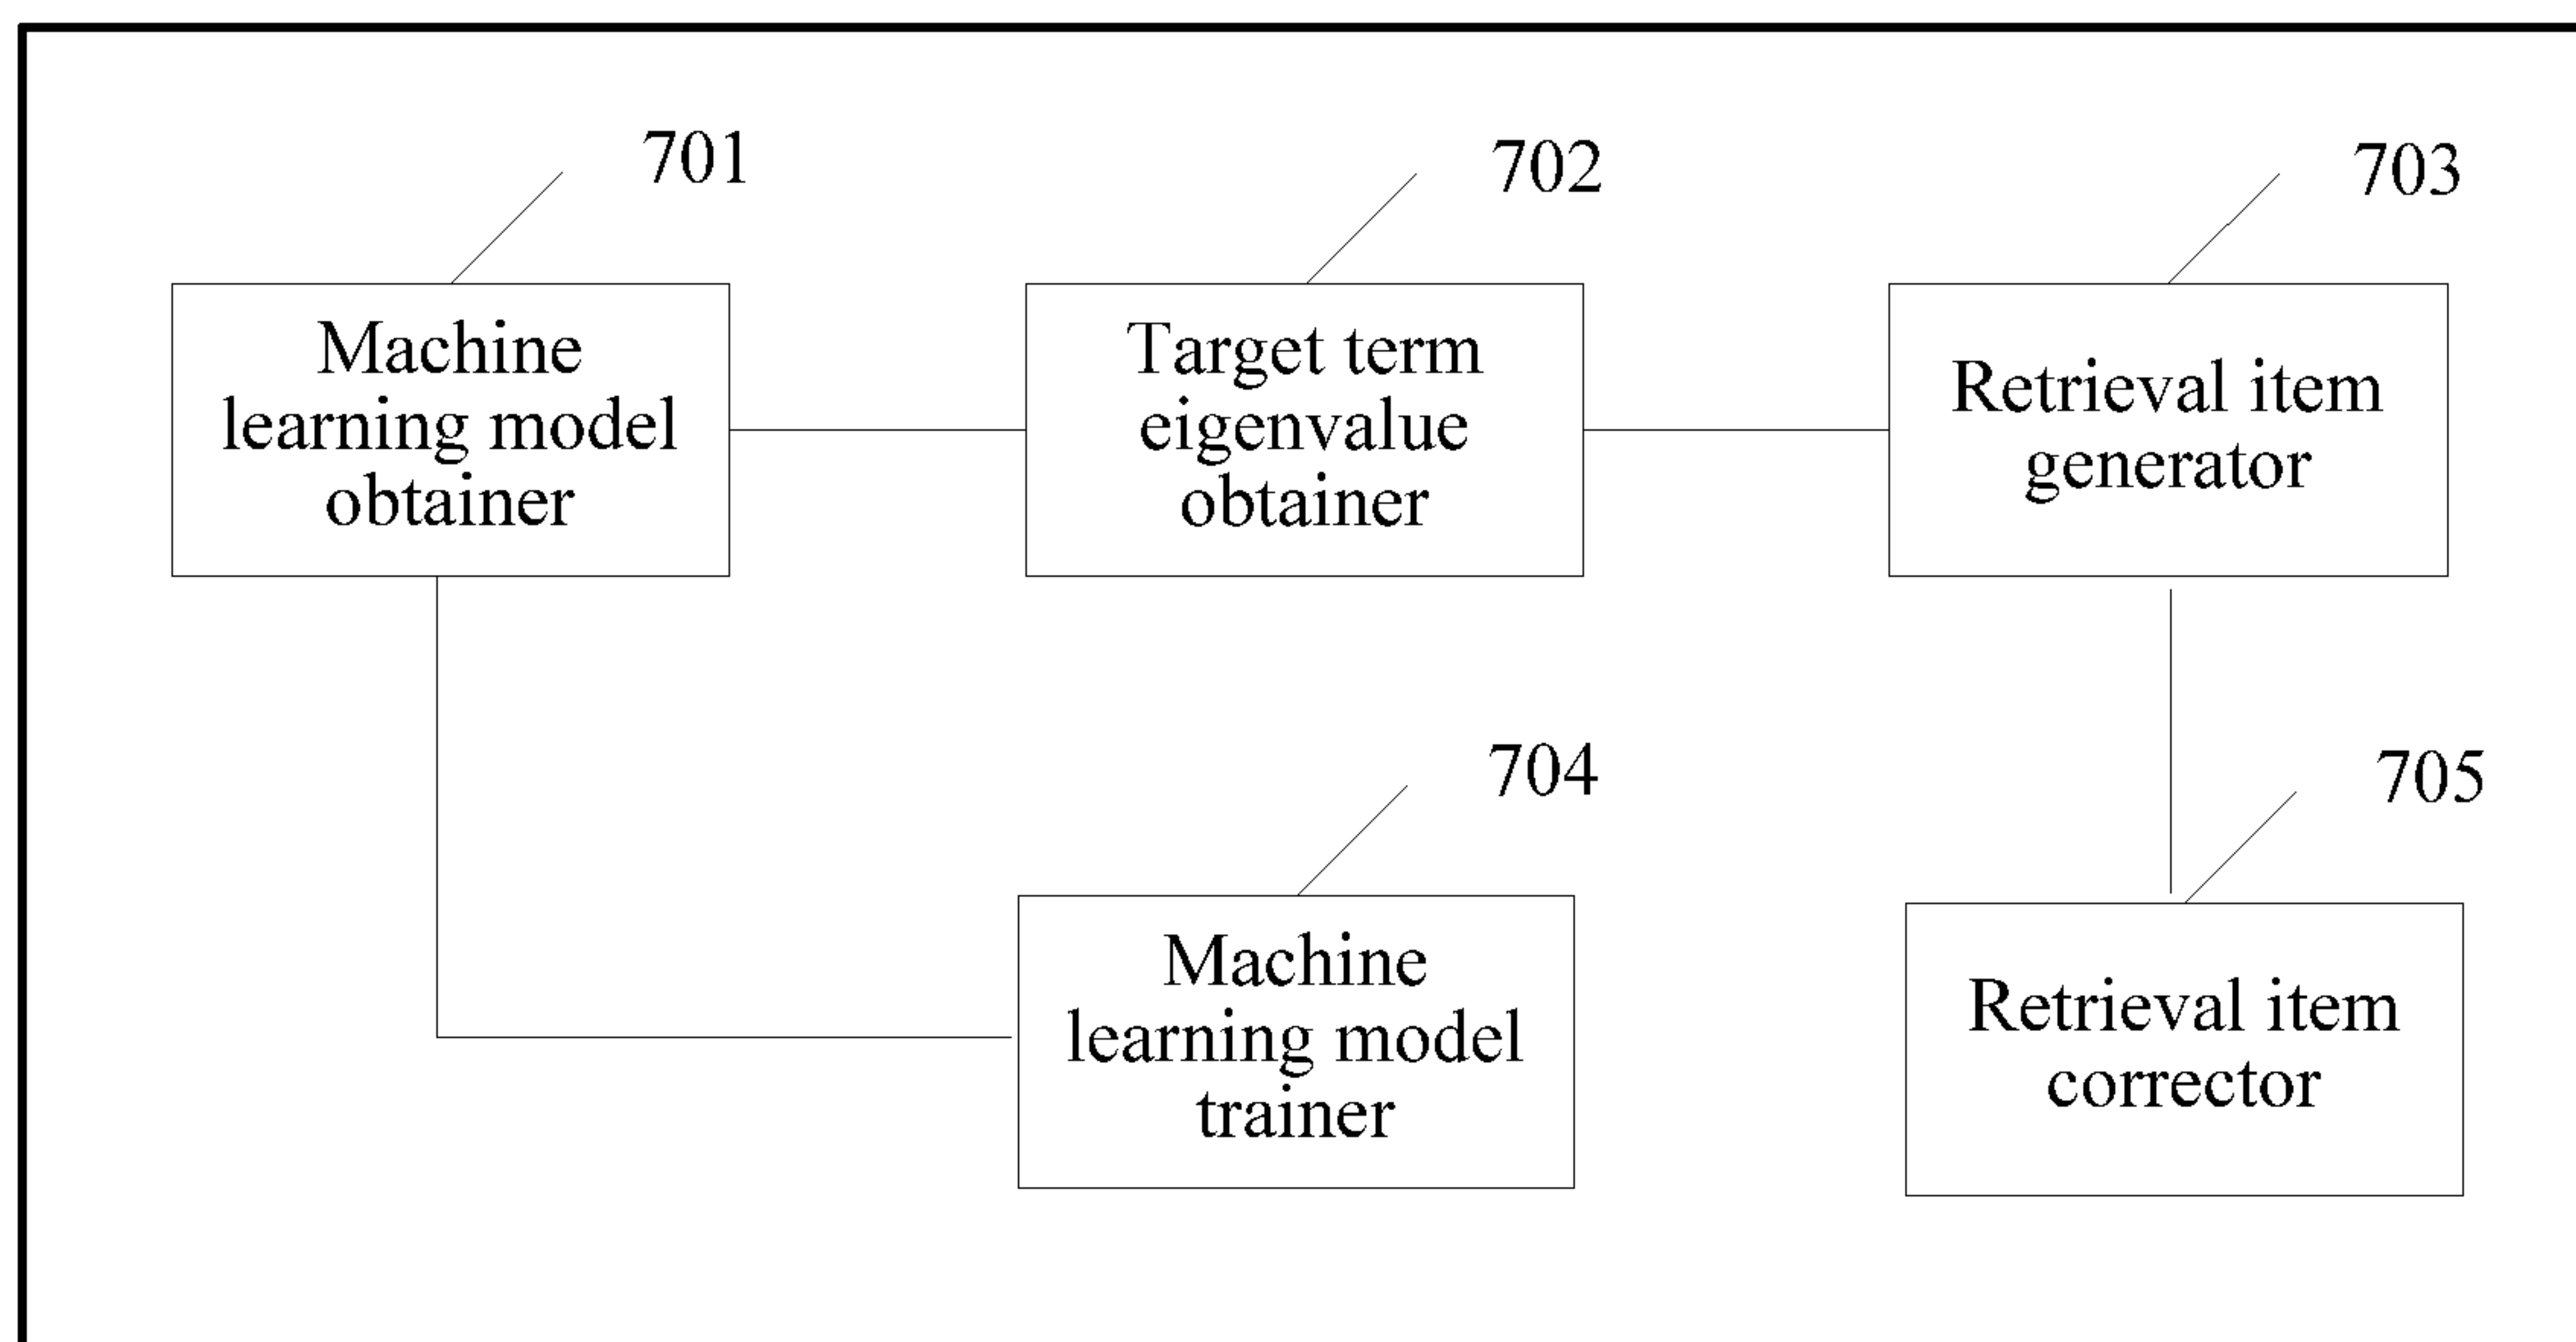 701
702
703
Machine
learning model
obtainer
Target term
eigenvalue
obtainer
Retrieval item
generator
704
705
Machine
learning model
trainer
Retrieval item
corrector